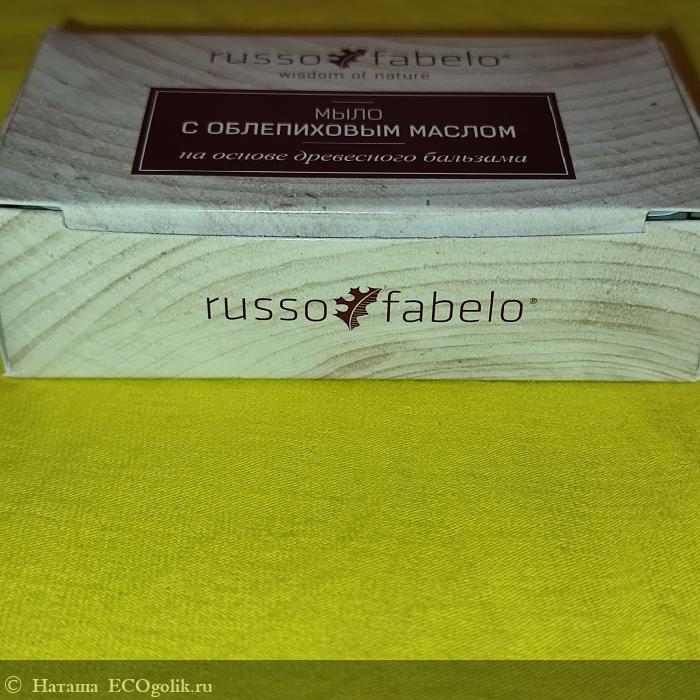 russo fabelo®
wisdom of nature
МЫЛО
С ОБЛЕПИХОВЫМ МАСЛОМ
на основе древесного бальзама
russo fabelo®
© Наташа ECOgolik.ru